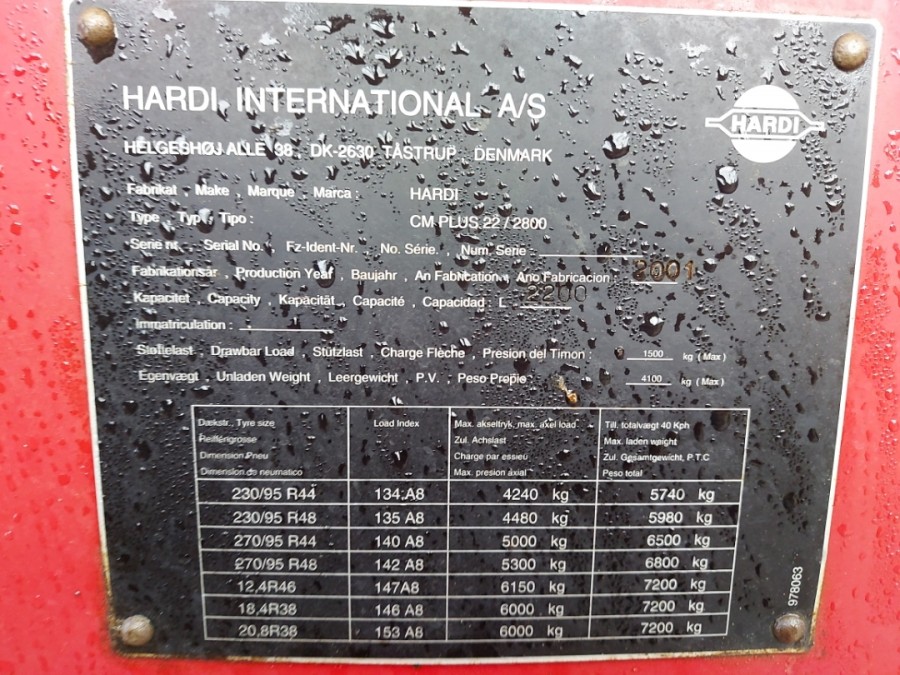 HARDI INTERNATIONAL A/S
HARDI
HELGESHØJ ALLE 38, DK-2630 TÅSTRUP, DENMARK
Fabrikat, Make, Marque, Marca: HARDI
Type, Typ, Tipo: CM PLUS 22/2800
Serie nr., Serial No., Fz-Ident-Nr. No. Série, Num. Serie
Fabrikationsår, Production Year, Baujahr, An Fabrication, Ano Fabricacion: 2001
Kapacitet, Capacity, Kapäcität, Capacité, Capacidad: L 2200
Immatriculation:
Støttelast, Drawbar Load, Stützlast, Charge Flèche, Presion del Timon: 1500 kg (Max)
Egenvægt, Unladen Weight, Leergewicht, P.V., Peso Propio 4100 kg (Max)
Dækstr., Tyre size Load Index Max. akseltryk, max. axel load Till. totalvægt 40 Kph
Reifengrosse Zul. Achslast Max. laden weight
Dimension Pneu Charge par essieu Zul. Gesamtgewicht, P.T.C
Dimension de neumatico Max. presion axial Peso total
230/95 R44 134 A8 4240 kg 5740 kg
230/95 R48 135 A8 4480 kg 5980 kg
270/95 R44 140 A8 5000 kg 6500 kg
270/95 R48 142 A8 5300 kg 6800 kg
12,4R46 147A8 6150 kg 7200 kg
18,4R38 146 A8 6000 kg 7200 kg
20,8R38 153 A8 6000 kg 7200 kg
978063